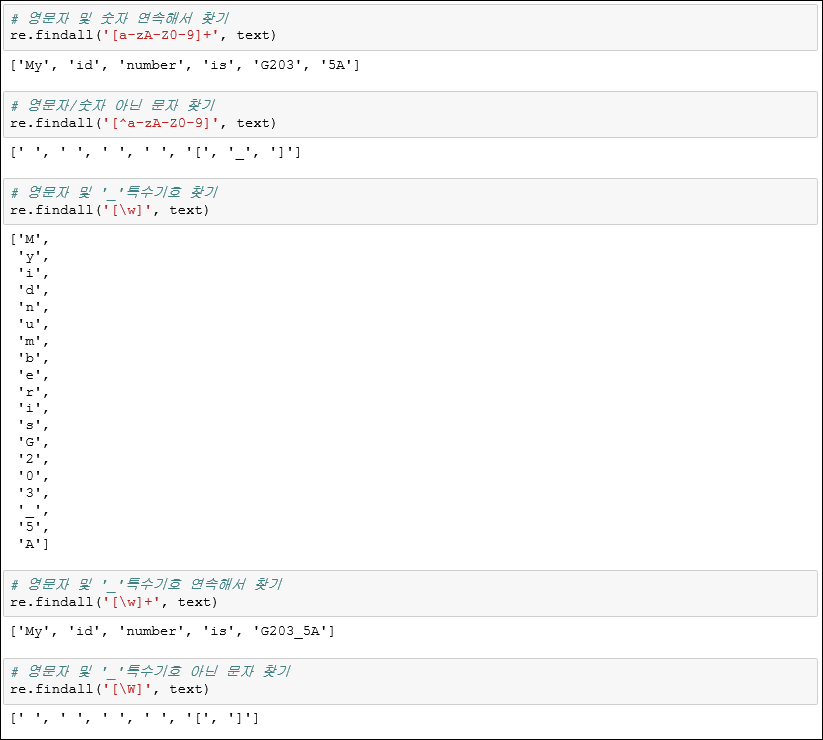 # 영문자 및 숫자 연속해서 찾기
re.findall('[a-zA-Z0-9]+', text)
['My', 'id', 'number', 'is', 'G203', '5A']
# 영문자/숫자 아닌 문자 찾기
re.findall('[^a-zA-Z0-9]', text)
[' ', ' ', ' ', ' ', '[', '_', ']']
# 영문자 및 '_'특수기호 찾기
re.findall('[\w]', text)
['M',
'y',
'i',
'd',
'n',
'u',
'm',
'b',
'e',
'r',
'i',
's',
'G',
'2',
'0',
'3',
'_',
'5',
'A']
# 영문자 및 '_'특수기호 연속해서 찾기
re.findall('[\w]+', text)
['My', 'id', 'number', 'is', 'G203_5A']
# 영문자 및 '_'특수기호 아닌 문자 찾기
re.findall('[\W]', text)
[' ', ' ', ' ', ' ', '[', ']']